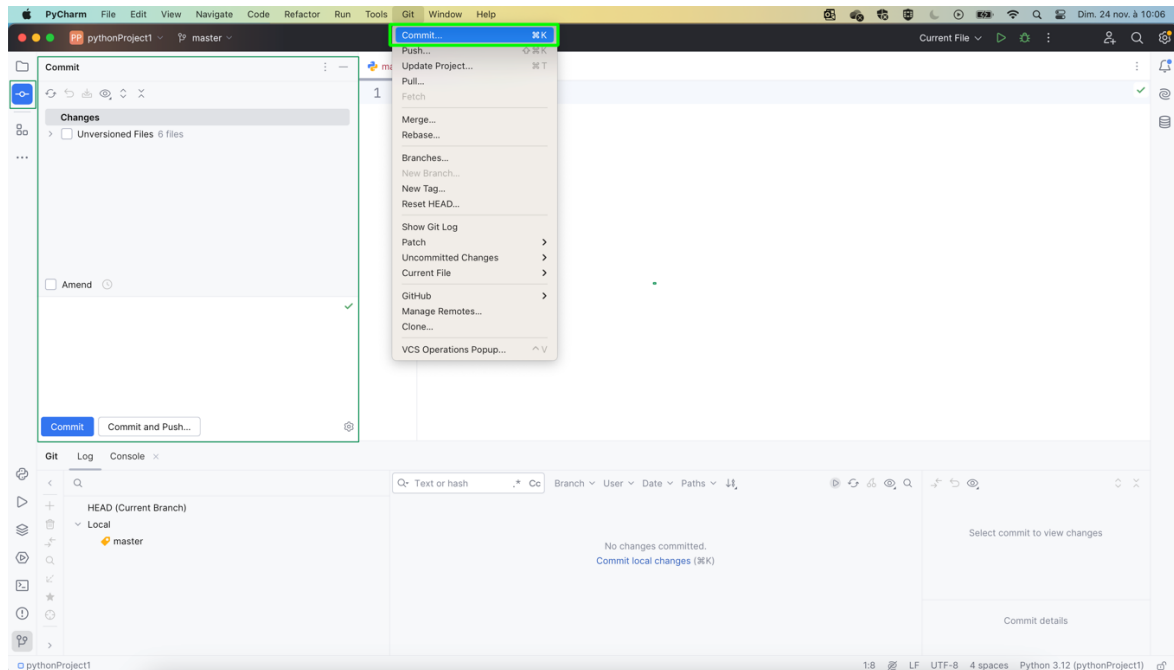 PyCharm File Edit View Navigate Code Refactor Run Tools Git Window Help Dim. 24 nov. à 10:06
PP pythonProject1 master Current File
Commit
Changes
Unversioned Files 6 files
Amend
Commit Commit and Push...
ma
1
Commit... ⌘K
Push... ⇧⌘K
Update Project... ⌘T
Pull...
Fetch
Merge...
Rebase...
Branches...
New Branch...
New Tag...
Reset HEAD...
Show Git Log
Patch
Uncommitted Changes
Current File
GitHub
Manage Remotes...
Clone...
VCS Operations Popup... ^V
Git Log Console
HEAD (Current Branch)
Local
master
Text or hash .* Cc Branch User Date Paths
No changes committed.
Commit local changes (⌘K)
Select commit to view changes
Commit details
pythonProject1 1:8 LF UTF-8 4 spaces Python 3.12 (pythonProject1)